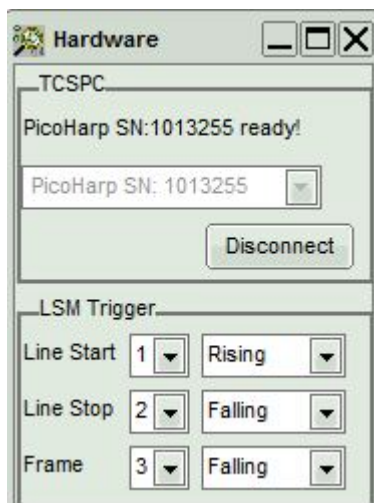 Hardware
TCSPC
PicoHarp SN:1013255 ready!
PicoHarp SN: 1013255
Disconnect
LSM Trigger
Line Start 1 Rising
Line Stop 2 Falling
Frame 3 Falling